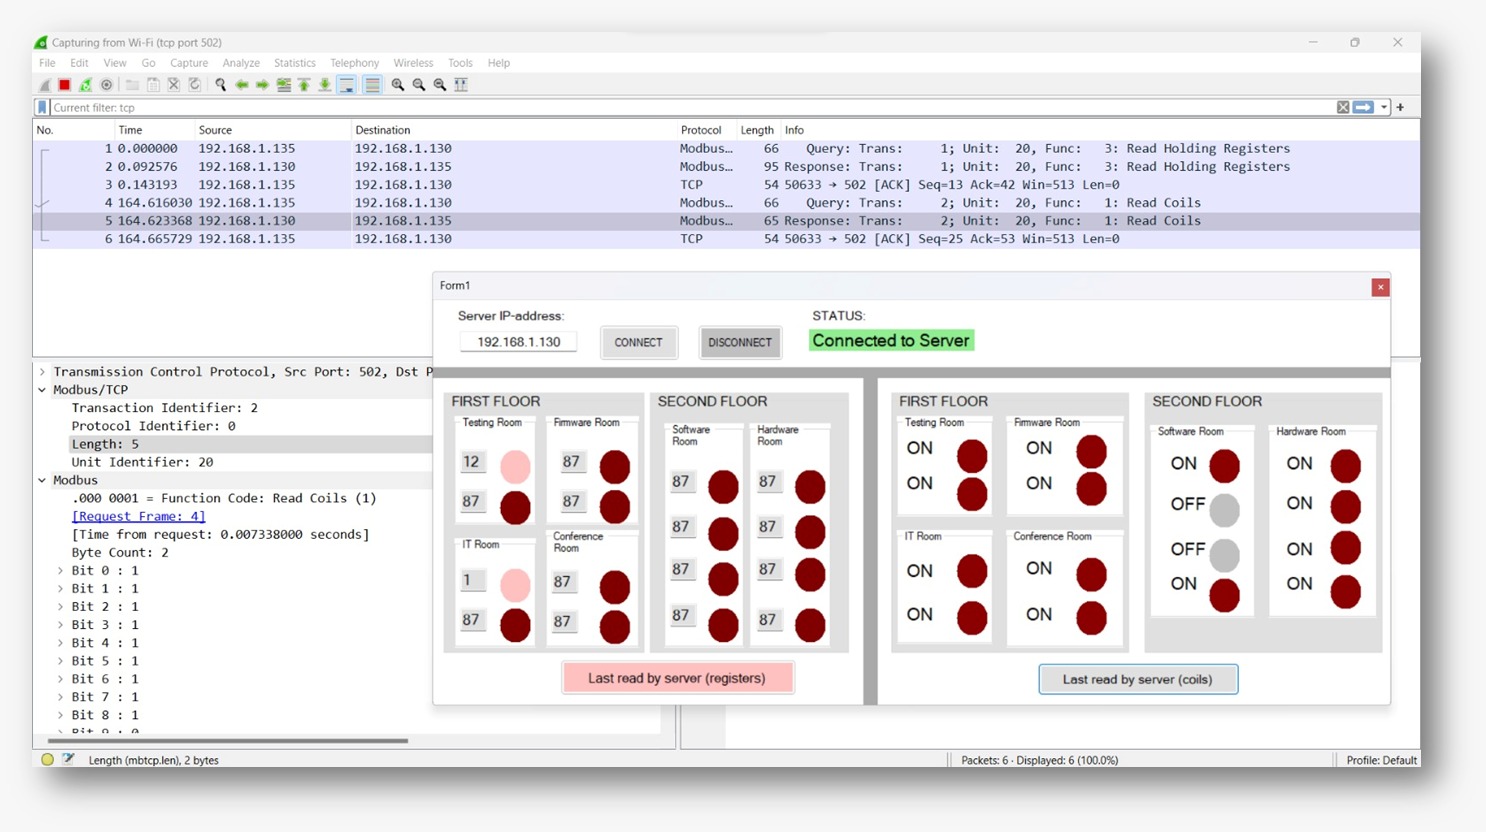 Capturing from Wi-Fi (tcp port 502)
File Edit View Go Capture Analyze Statistics Telephony Wireless Tools Help
Current filter: tcp
No. Time Source Destination Protocol Length Info
1 0.000000 192.168.1.135 192.168.1.130 Modbus… 66 Query: Trans: 1; Unit: 20, Func: 3: Read Holding Registers
2 0.092576 192.168.1.130 192.168.1.135 Modbus… 95 Response: Trans: 1; Unit: 20, Func: 3: Read Holding Registers
3 0.143193 192.168.1.135 192.168.1.130 TCP 54 50633 → 502 [ACK] Seq=13 Ack=42 Win=513 Len=0
4 164.616030 192.168.1.135 192.168.1.130 Modbus… 66 Query: Trans: 2; Unit: 20, Func: 1: Read Coils
5 164.623368 192.168.1.130 192.168.1.135 Modbus… 65 Response: Trans: 2; Unit: 20, Func: 1: Read Coils
6 164.665729 192.168.1.135 192.168.1.130 TCP 54 50633 → 502 [ACK] Seq=25 Ack=53 Win=513 Len=0
Transmission Control Protocol, Src Port: 502, Dst P
Modbus/TCP
Transaction Identifier: 2
Protocol Identifier: 0
Length: 5
Unit Identifier: 20
Modbus
.000 0001 = Function Code: Read Coils (1)
[Request Frame: 4]
[Time from request: 0.007338000 seconds]
Byte Count: 2
Bit 0 : 1
Bit 1 : 1
Bit 2 : 1
Bit 3 : 1
Bit 4 : 1
Bit 5 : 1
Bit 6 : 1
Bit 7 : 1
Bit 8 : 1
Bit 9 : 0
Form1
Server IP-address:
192.168.1.130
CONNECT
DISCONNECT
STATUS:
Connected to Server
FIRST FLOOR
Testing Room
12
87
Firmware Room
87
87
IT Room
1
87
Conference
Room
87
87
SECOND FLOOR
Software
Room
87
87
87
87
Hardware
Room
87
87
87
87
Last read by server (registers)
FIRST FLOOR
Testing Room
ON
ON
Firmware Room
ON
ON
IT Room
ON
ON
Conference Room
ON
ON
SECOND FLOOR
Software Room
ON
OFF
OFF
ON
Hardware Room
ON
ON
ON
ON
Last read by server (coils)
Length (mbtcp.len), 2 bytes
Packets: 6 · Displayed: 6 (100.0%)
Profile: Default